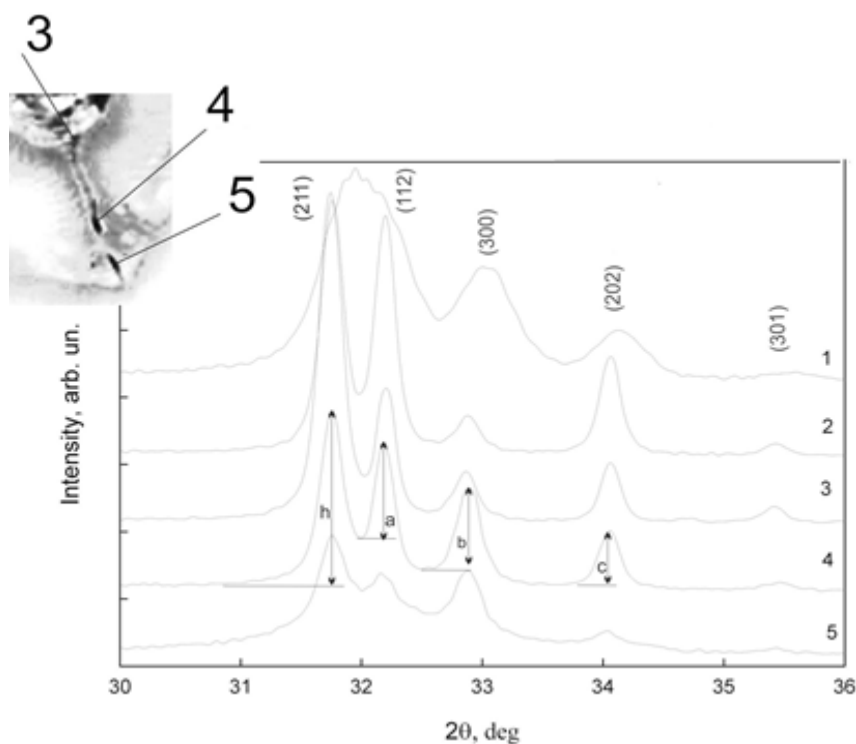 3
4
5
(211)
(112)
(300)
(202)
(301)
1
2
3
4
5
h
a
b
c
Intensity, arb. un.
30 31 32 33 34 35 36
2θ, deg